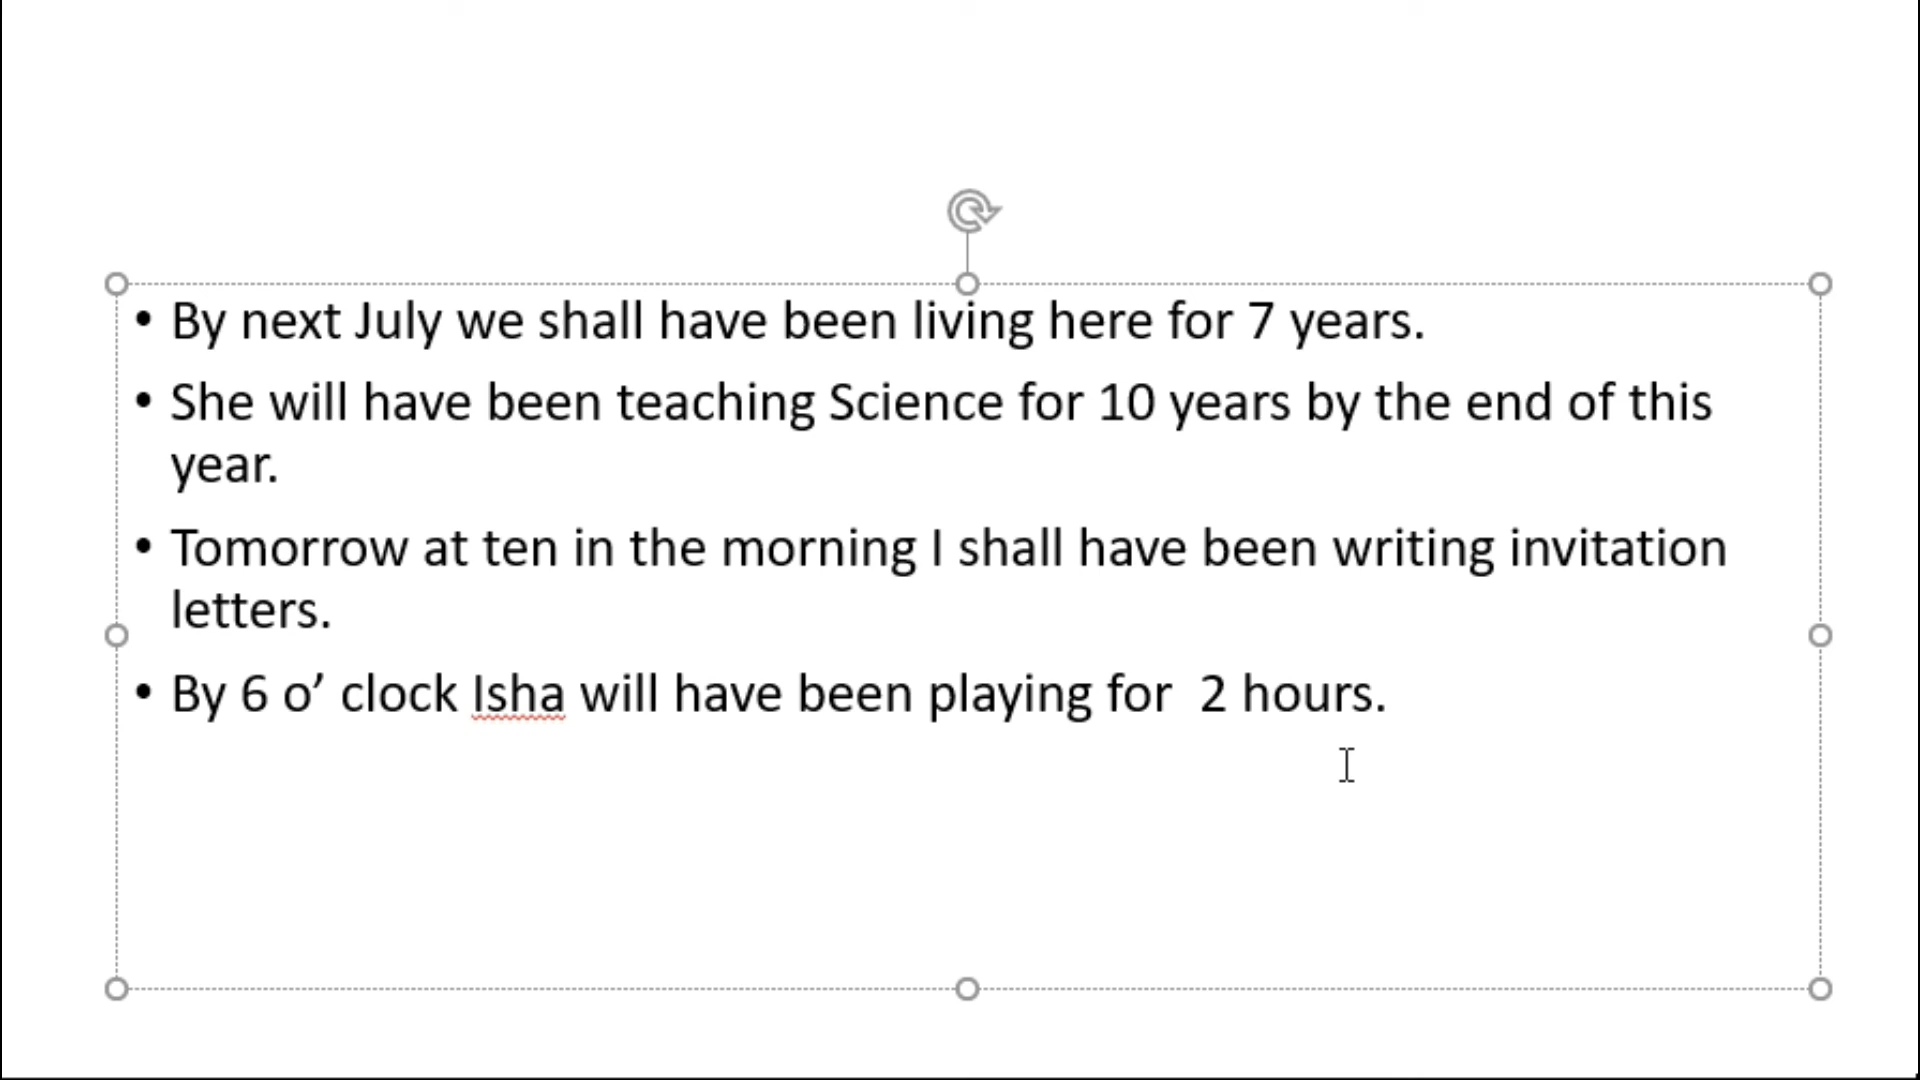 • By next July we shall have been living here for 7 years.
• She will have been teaching Science for 10 years by the end of this
year.
• Tomorrow at ten in the morning I shall have been writing invitation
letters.
• By 6 o’ clock Isha will have been playing for  2 hours.